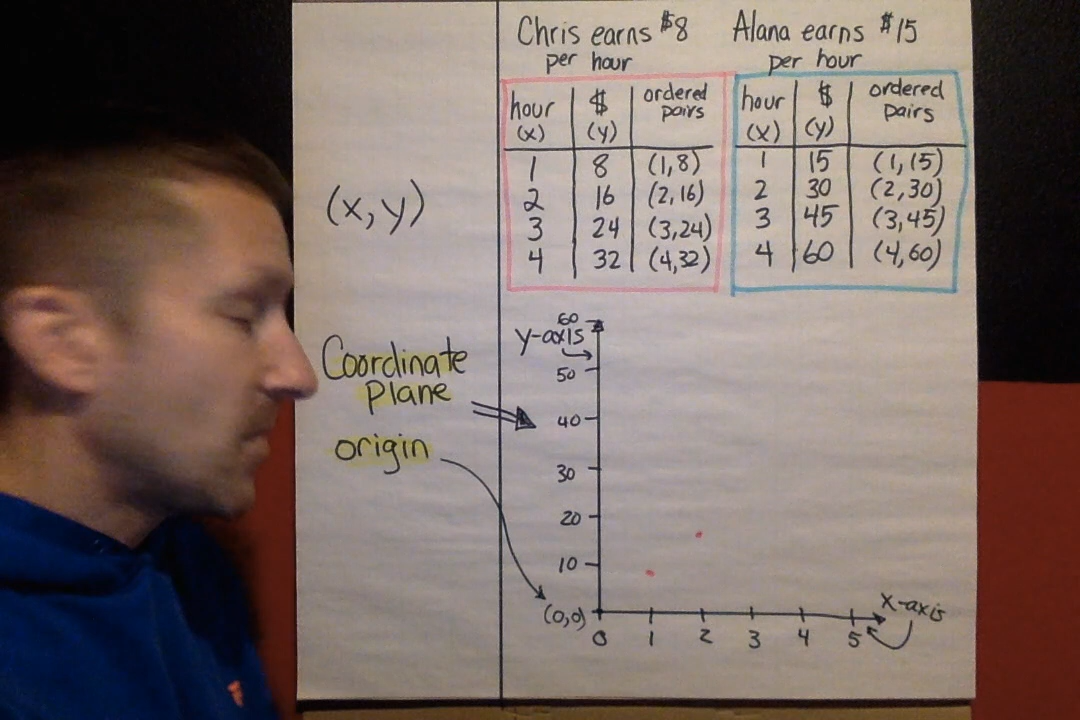 Chris earns $8
per hour
hour | $ | ordered
(x) | (y) | pairs
1 | 8 | (1,8)
2 | 16 | (2,16)
3 | 24 | (3,24)
4 | 32 | (4,32)
Alana earns $15
per hour
hour | $ | ordered
(x) | (y) | pairs
1 | 15 | (1,15)
2 | 30 | (2,30)
3 | 45 | (3,45)
4 | 60 | (4,60)
(x,y)
Coordinate
plane
origin
60
y-axis
50
40
30
20
10
(0,0)
x-axis
0 1 2 3 4 5